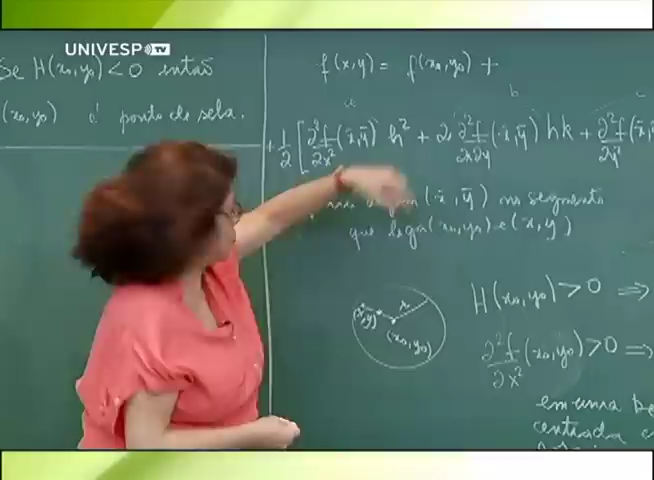 UNIVESP TV
Se H(x₀,y₀) < 0 então
(x₀,y₀) é ponto de sela.
f(x,y) = f(x₀,y₀) +
a b c
+ 1/2 [ ∂²f/∂x² (x̄,ȳ) h² + 2 ∂²f/∂x∂y (x̄,ȳ) hk + ∂²f/∂y² (x̄,
(x̄,ȳ) no segmento
que liga (x₀,y₀) e (x,y)
(x,y) r
(x₀,y₀)
H(x₀,y₀) > 0 ⇒
∂²f/∂x² (x₀,y₀) > 0 ⇒
em uma
centrada